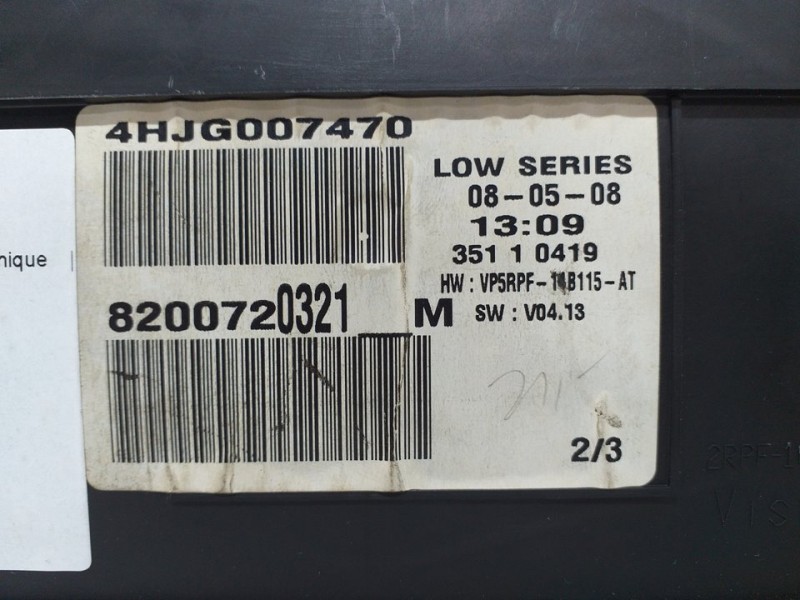 4HJG007470
LOW SERIES
08-05-08
13:09
351 1 0419
HW : VP5RPF-14B115-AT
8200720321__M
SW : V04.13
2/3
nique